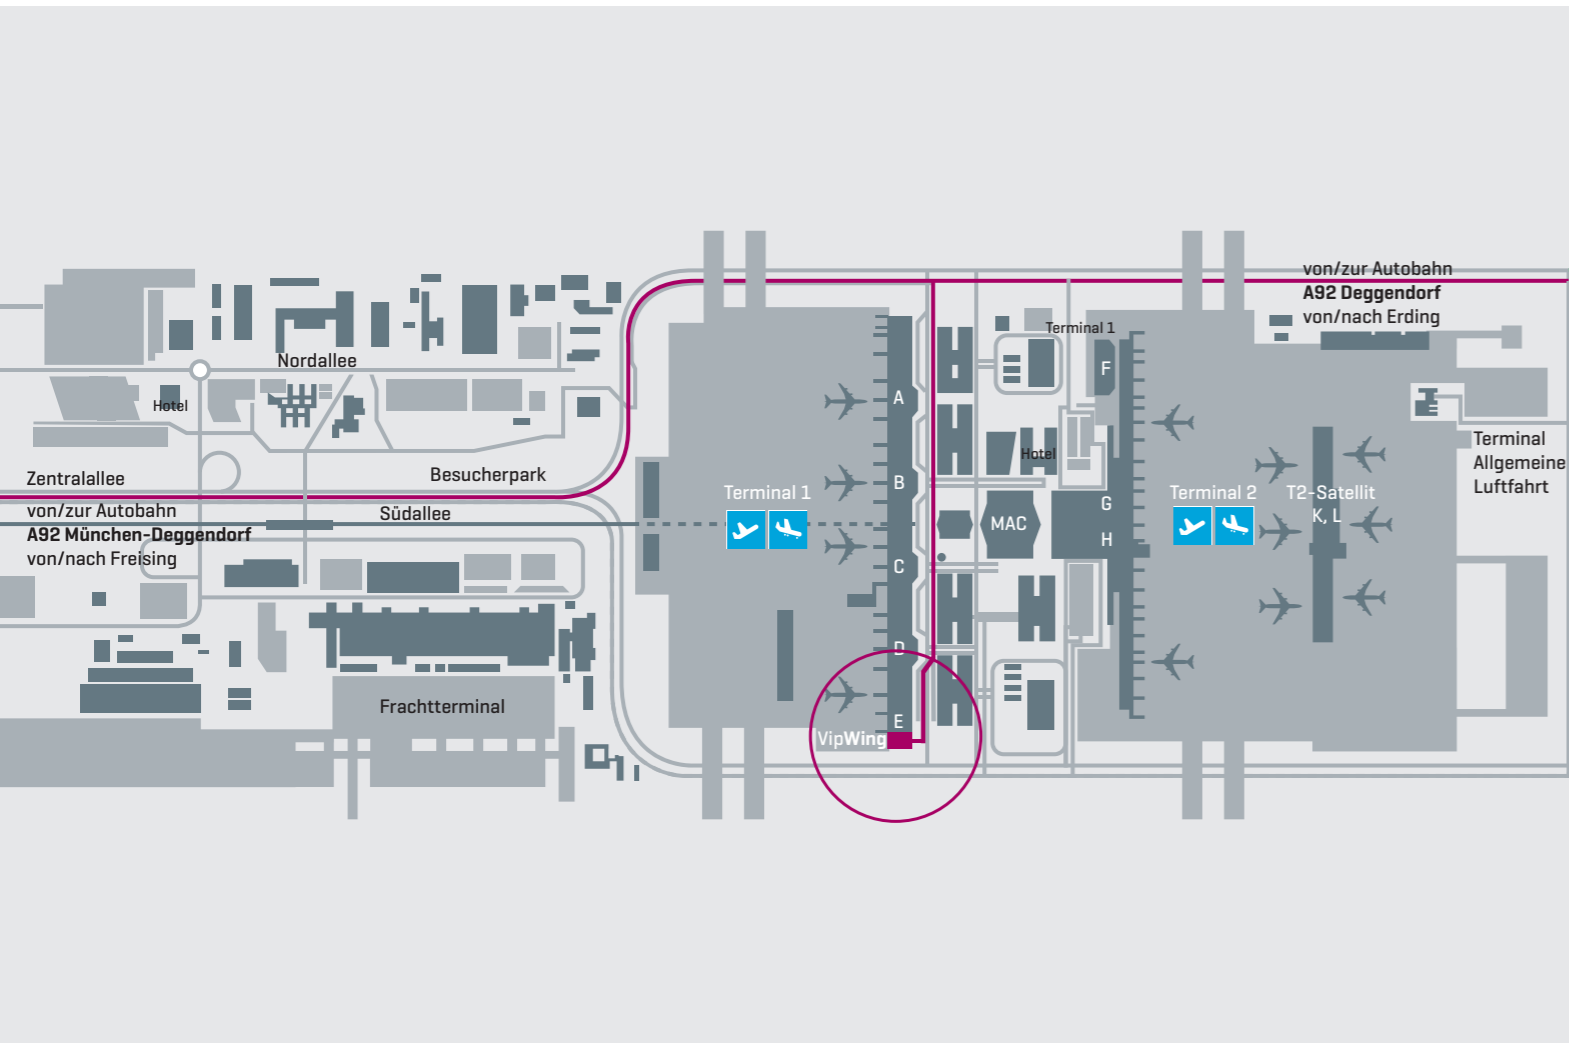 von/zur Autobahn
A92 Deggendorf
von/nach Erding
Terminal 1
Nordallee
F
A
Hotel
Terminal
Allgemeine
Luftfahrt
Hotel
Besucherpark
Zentralallee
B
Terminal 1
Terminal 2
T2-Satellit
K, L
G
von/zur Autobahn
A92 München-Deggendorf
von/nach Freising
Südallee
MAC
H
C
D
Frachtterminal
E
VipWing